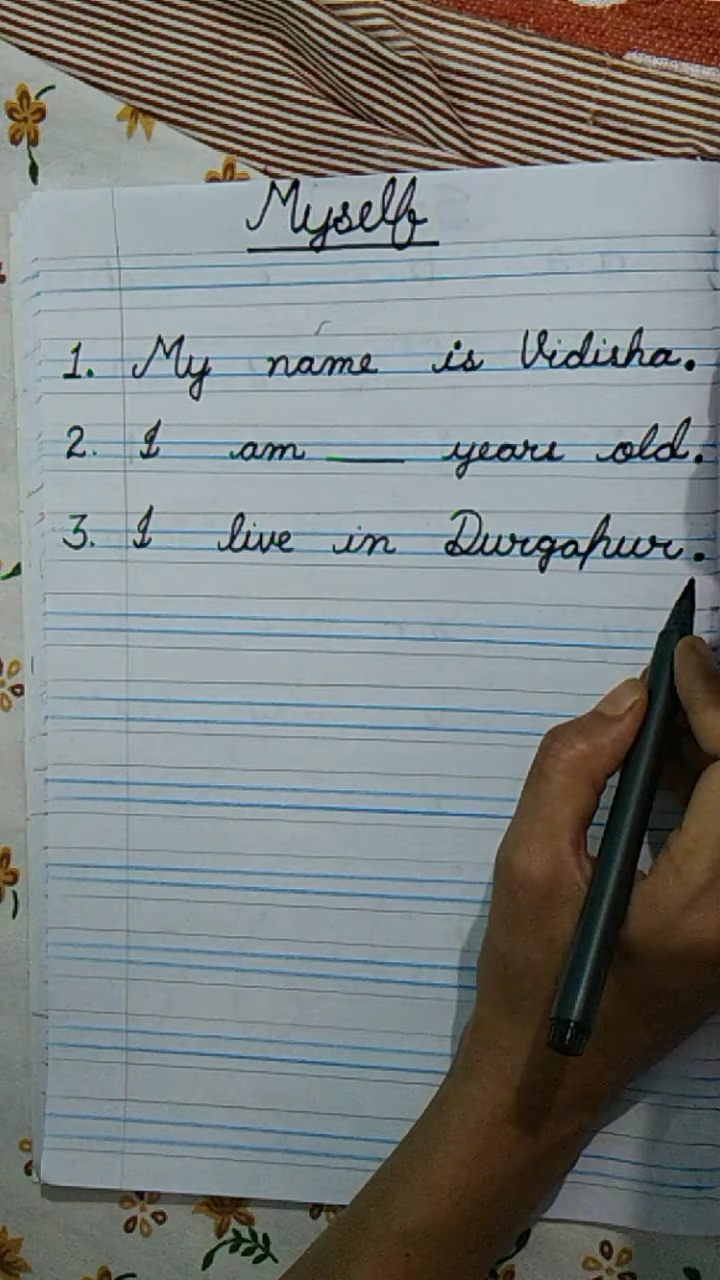 Myself
1. My name is Vidisha.
2. I am ___ years old.
3. I live in Durgapur.